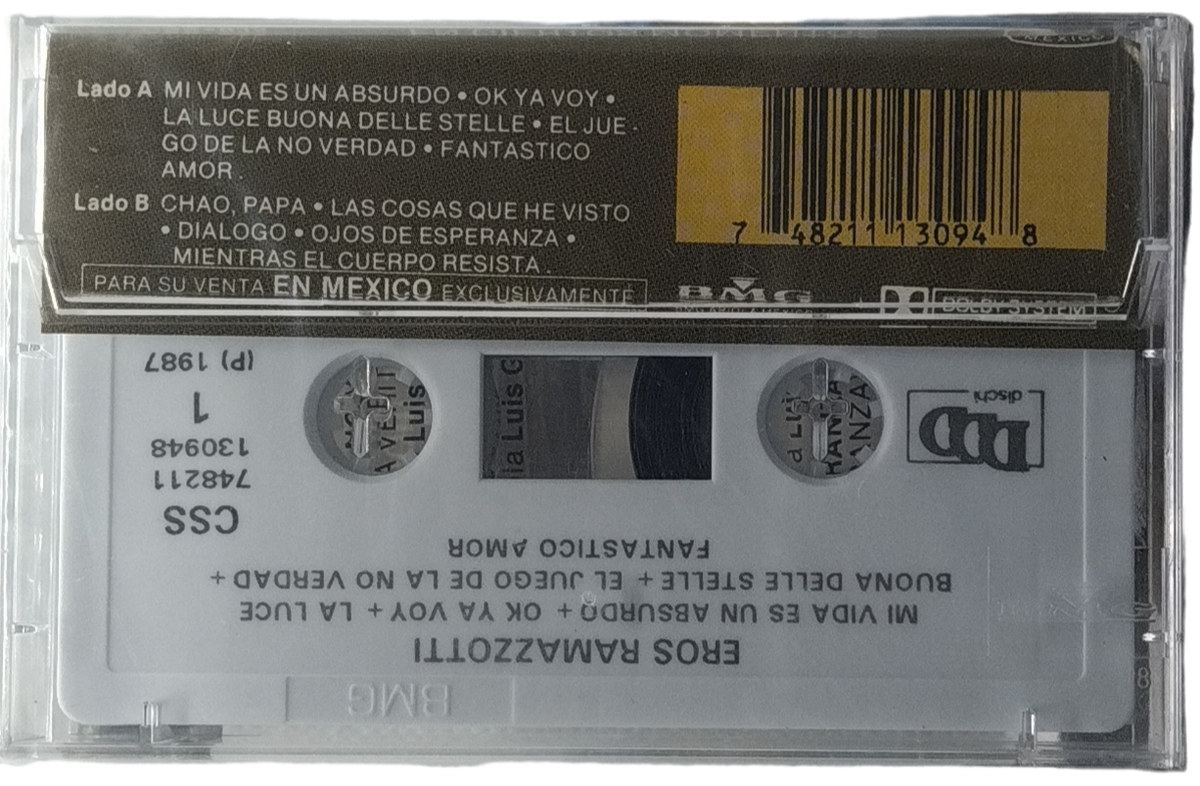 MEXICO
Lado A MI VIDA ES UN ABSURDO • OK YA VOY •
LA LUCE BUONA DELLE STELLE • EL JUE -
GO DE LA NO VERDAD • FANTASTICO
AMOR .
Lado B CHAO, PAPA • LAS COSAS QUE HE VISTO
• DIALOGO • OJOS DE ESPERANZA •
MIENTRAS EL CUERPO RESISTA .
PARA SU VENTA EN MEXICO EXCLUSIVAMENTE
7 48211 13094 8
BMG
DOLBY SYSTEM
BMG
EROS RAMAZZOTTI
MI VIDA ES UN ABSURDO + OK YA VOY + LA LUCE
BUONA DELLE STELLE + EL JUEGO DE LA NO VERDAD +
FANTASTICO AMOR
CSS
748211
130948
1
(P) 1987
DDD
dischi
ia Luis G
Luis